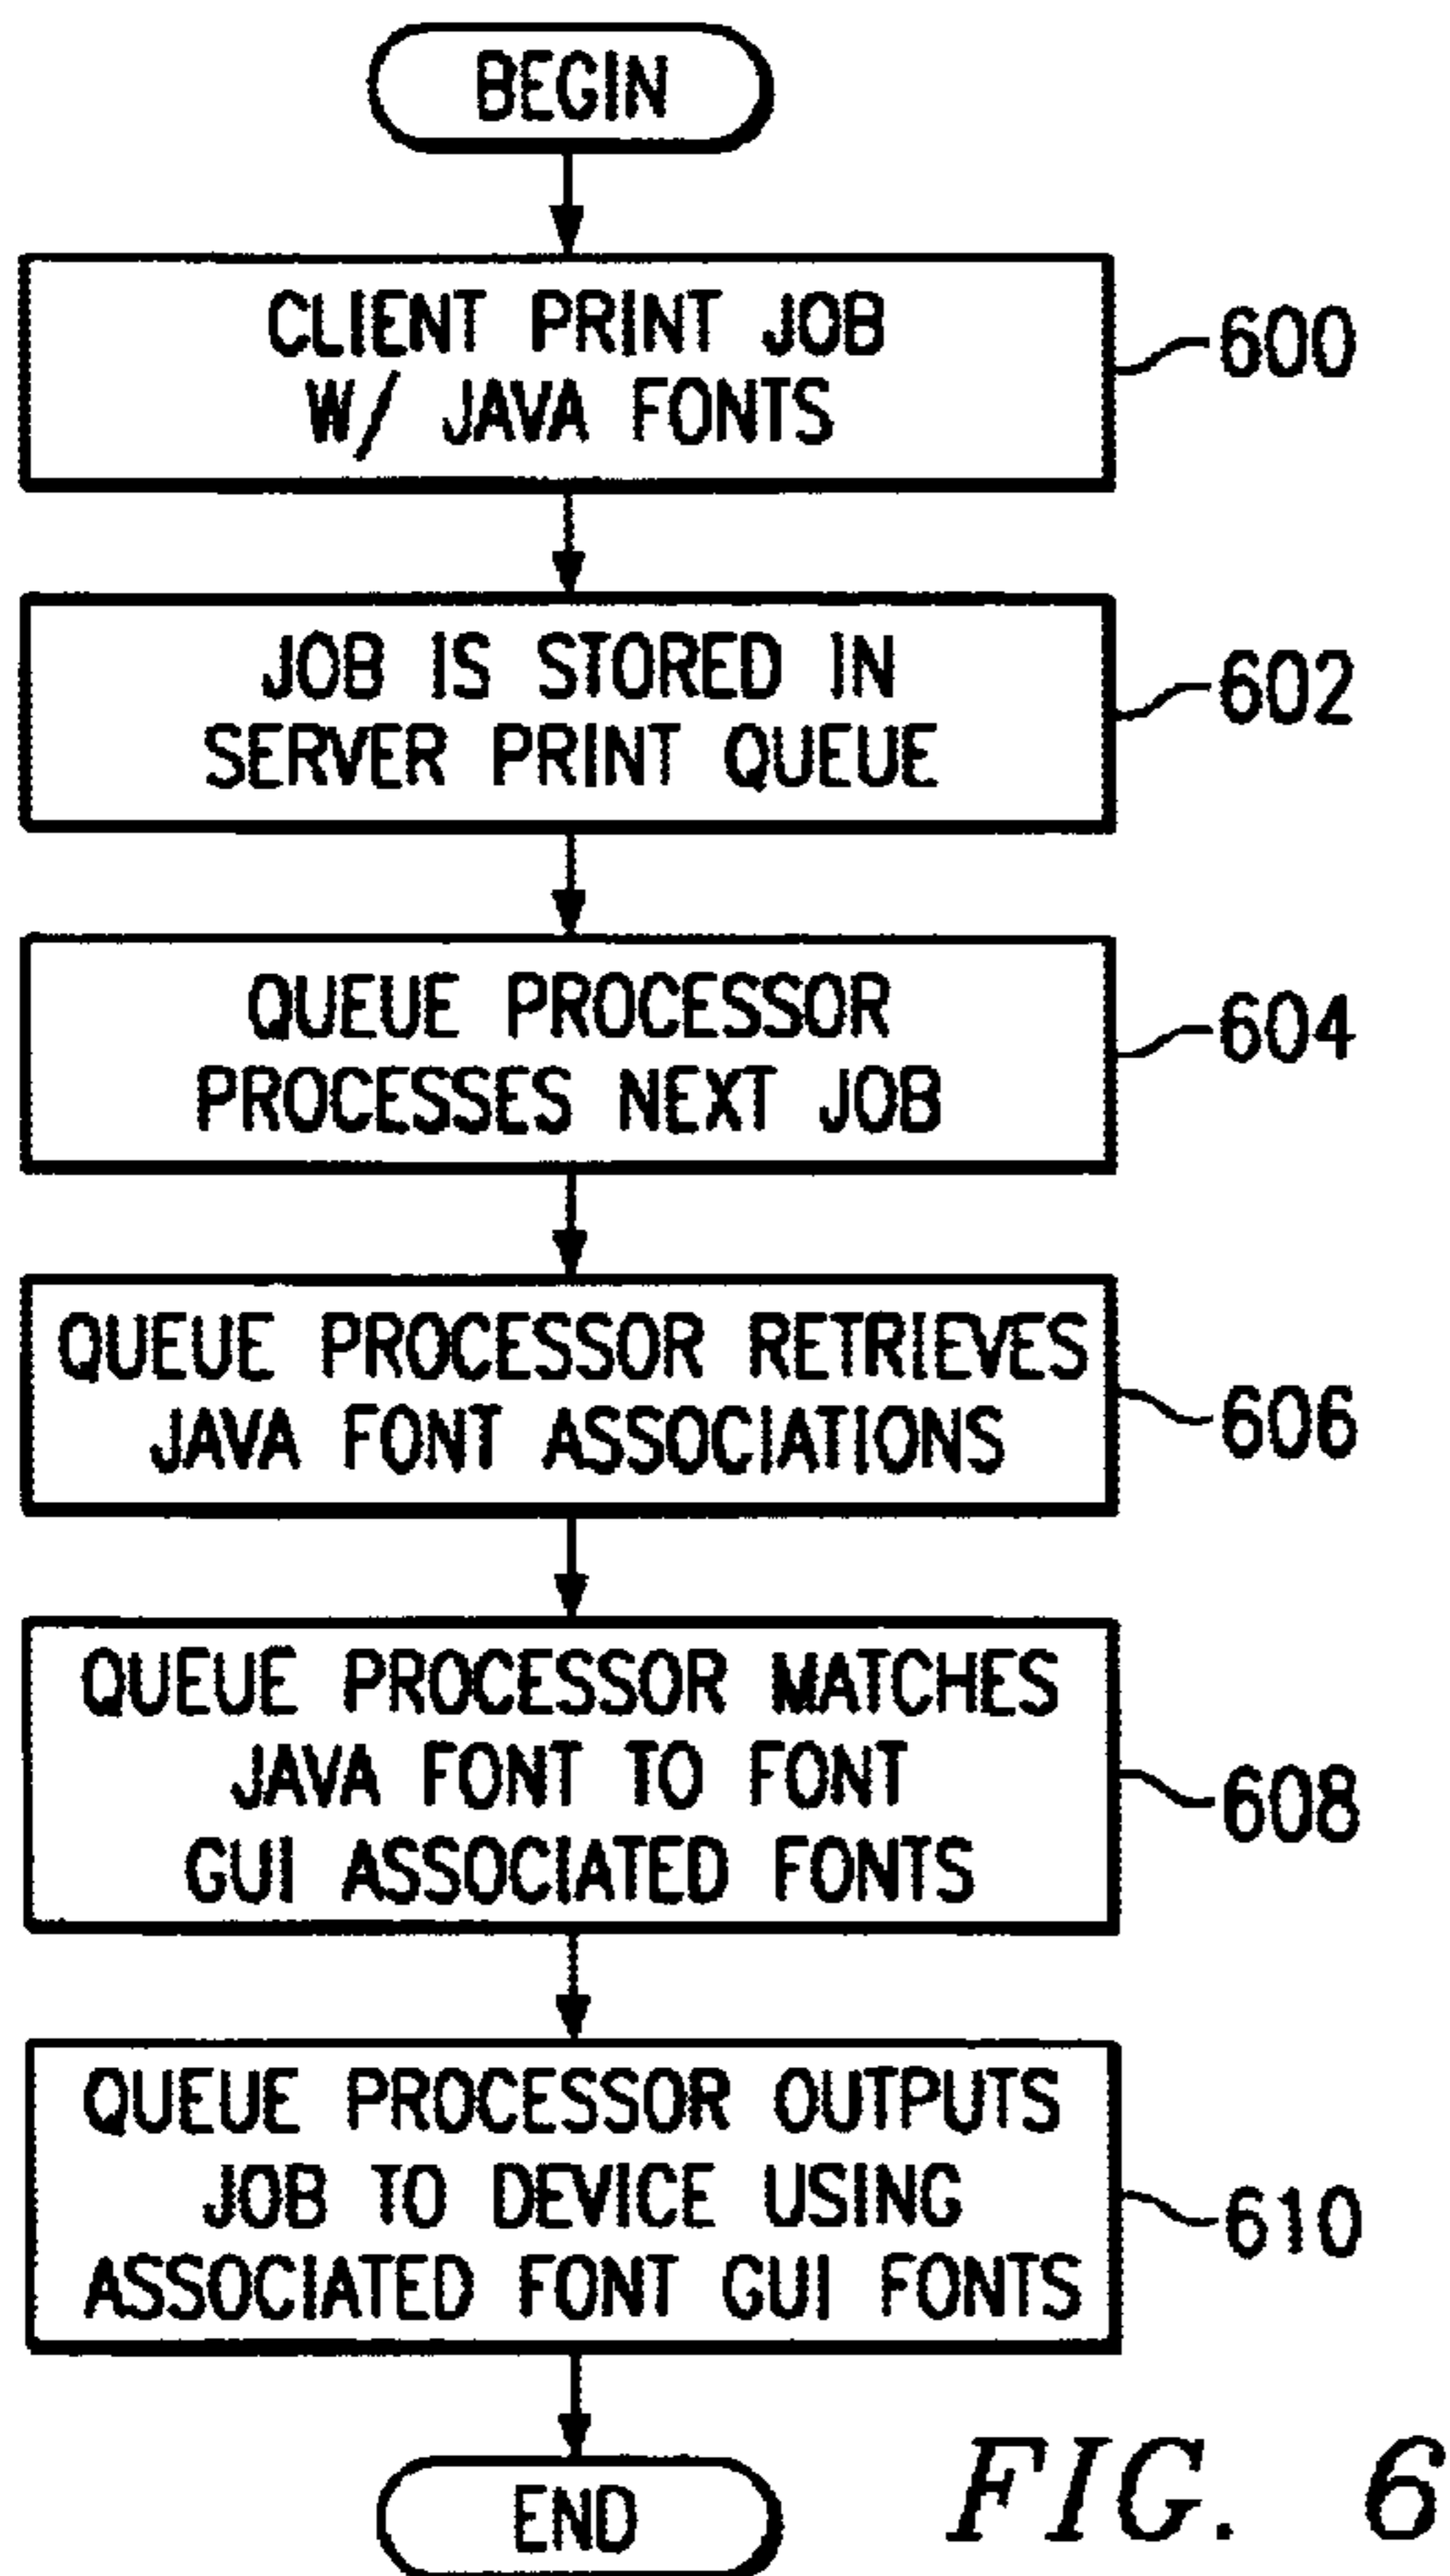 BEGIN
CLIENT PRINT JOB
W/ JAVA FONTS
600
JOB IS STORED IN
SERVER PRINT QUEUE
602
QUEUE PROCESSOR
PROCESSES NEXT JOB
604
QUEUE PROCESSOR RETRIEVES
JAVA FONT ASSOCIATIONS
606
QUEUE PROCESSOR MATCHES
JAVA FONT TO FONT
GUI ASSOCIATED FONTS
608
QUEUE PROCESSOR OUTPUTS
JOB TO DEVICE USING
ASSOCIATED FONT GUI FONTS
610
END
FIG. 6